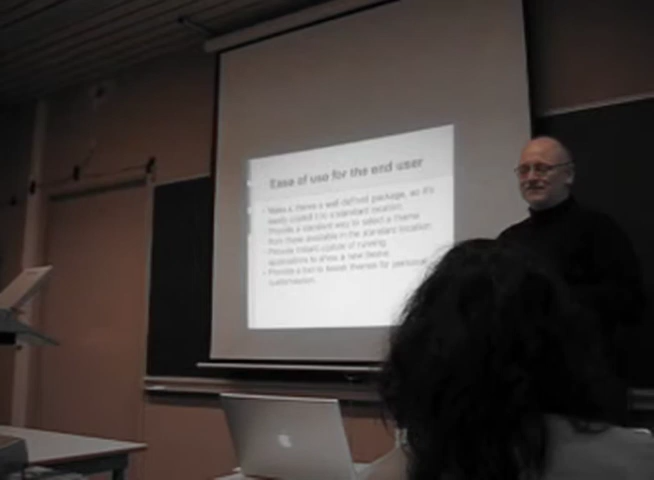 Ease of use for the end user
Make a theme a well defined package, so it's
easily copied to a standard location.
Provide a standard way to select a theme
from those available in the standard location
Provide instant update of running
applications to show a new theme
Provide a tool to tweak themes for personal
customisation.